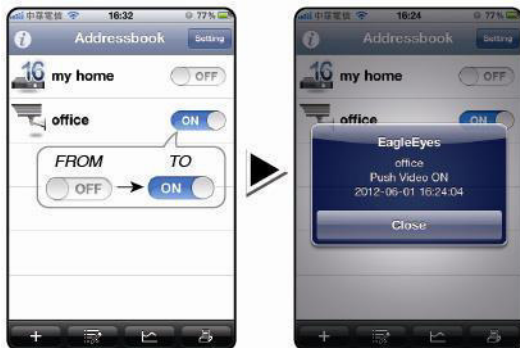 中華電信 16:32 77%
Addressbook Setting
16 my home OFF
office ON
FROM TO
OFF ON
中華電信 16:24 77%
Addressbook Setting
16 my home OFF
office ON
EagleEyes
office
Push Video ON
2012-06-01 16:24:04
Close